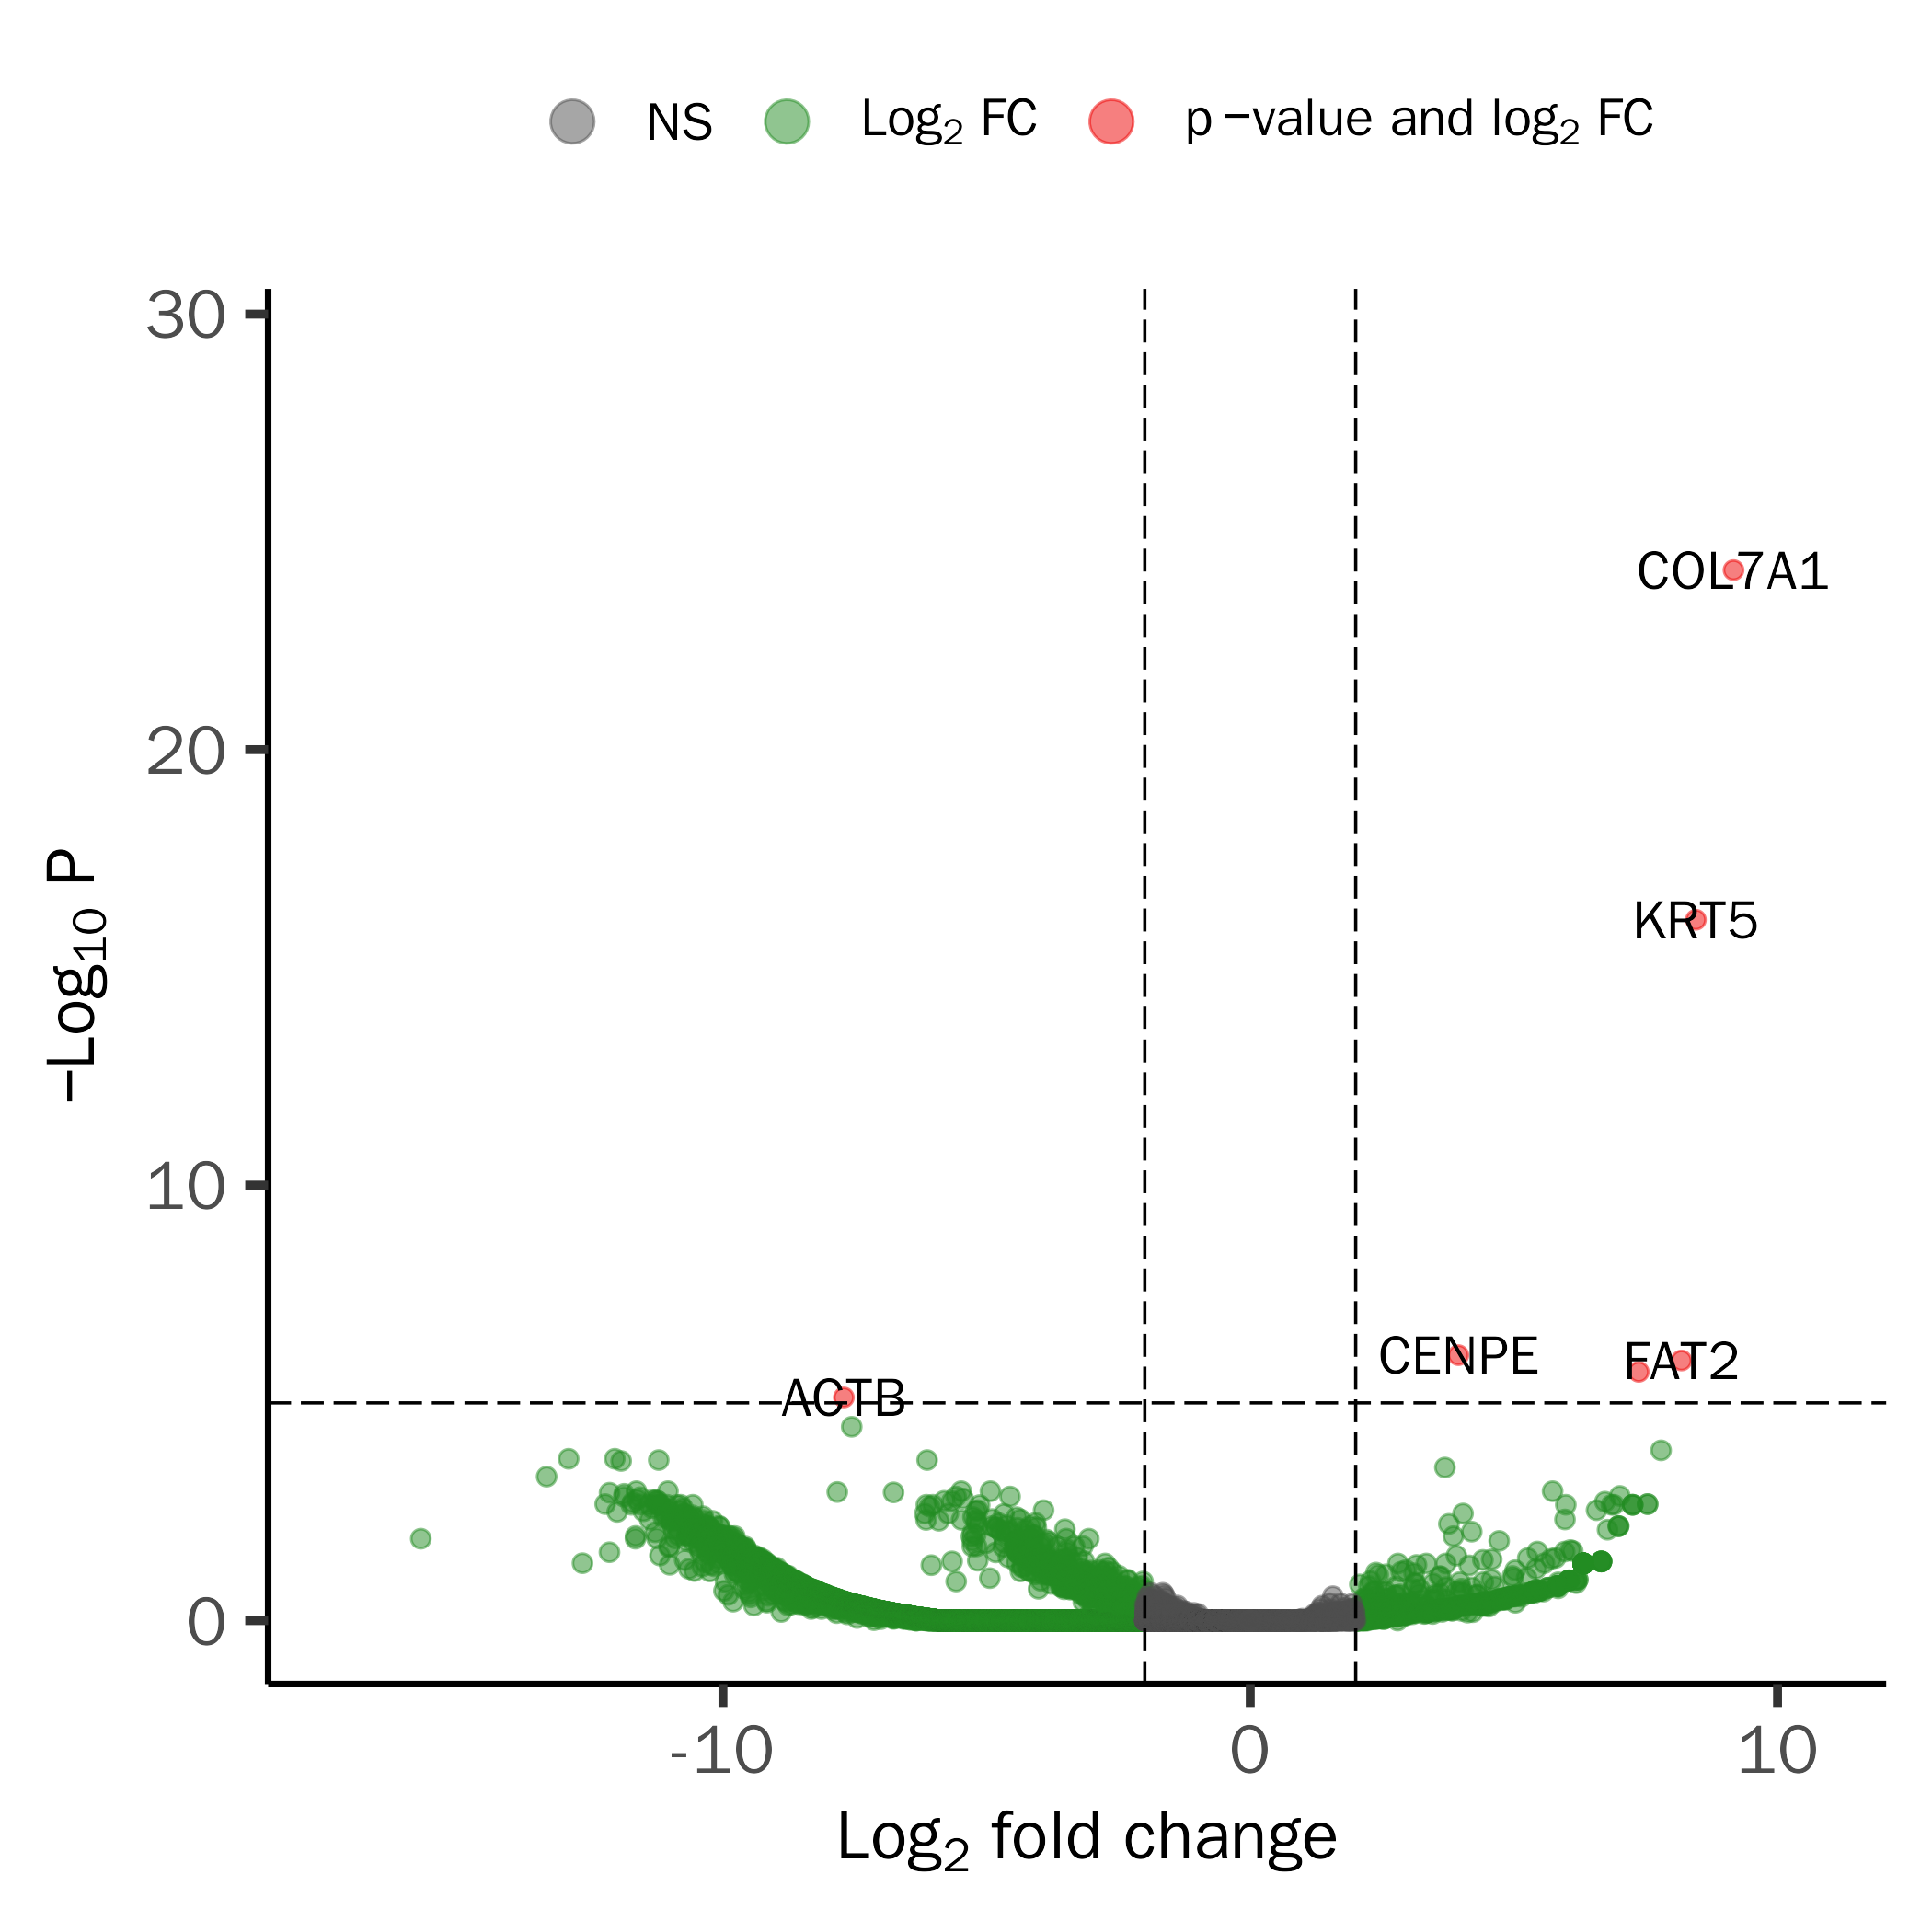 NS Log₂ FC p −value and log₂ FC
30
20
10
0
−Log₁₀ P
COL7A1
KRT5
CENPE
FAT2
ACTB
-10 0 10
Log₂ fold change